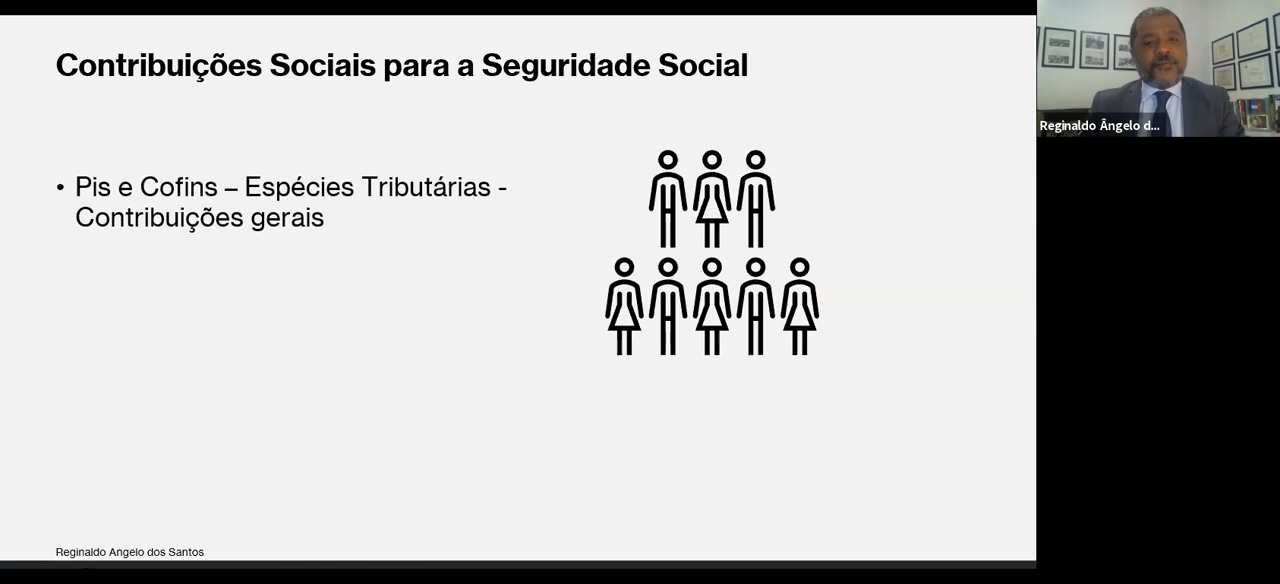 Contribuições Sociais para a Seguridade Social
• Pis e Cofins – Espécies Tributárias -
Contribuições gerais
Reginaldo Angelo dos Santos
Reginaldo Ângelo d...